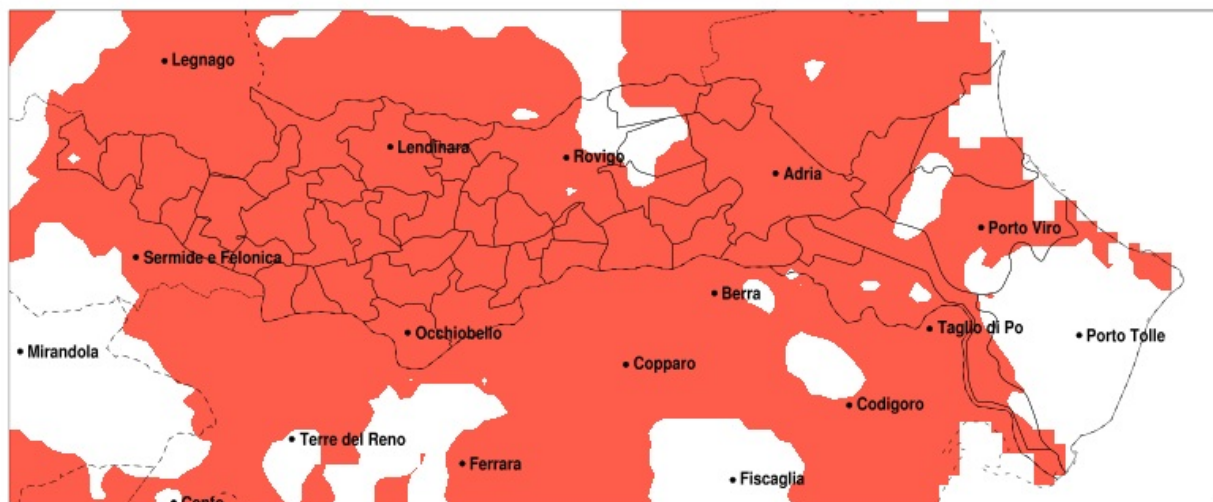 Legnago
Lendinara
Rovigo
Adria
Porto Viro
Sermide e Felonica
Berra
Taglio di Po
Occhiobello
Porto Tolle
Mirandola
Copparo
Codigoro
Terre del Reno
Ferrara
Fiscaglia